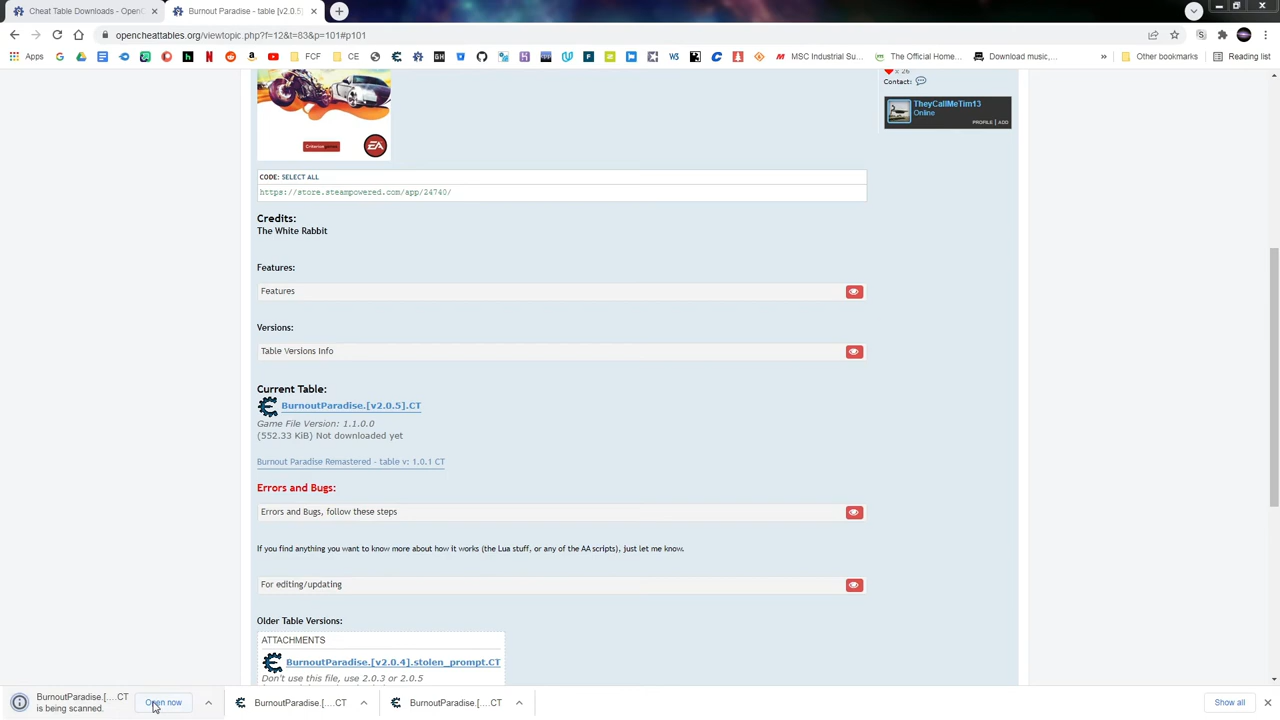 Cheat Table Downloads - OpenC
Burnout Paradise - table [v2.0.5]
opencheattables.org/viewtopic.php?f=12&t=83&p=101#p101
Apps
FCF
CE
MSC Industrial Su...
The Official Home...
Download music,...
Other bookmarks
Reading list
x 26
Contact:
TheyCallMeTim13
Online
PROFILE | ADD
Criterion
EA
CODE: SELECT ALL
https://store.steampowered.com/app/24740/
Credits:
The White Rabbit
Features:
Features
Versions:
Table Versions Info
Current Table:
BurnoutParadise.[v2.0.5].CT
Game File Version: 1.1.0.0
(552.33 KiB) Not downloaded yet
Burnout Paradise Remastered - table v: 1.0.1 CT
Errors and Bugs:
Errors and Bugs, follow these steps
If you find anything you want to know more about how it works (the Lua stuff, or any of the AA scripts), just let me know.
For editing/updating
Older Table Versions:
ATTACHMENTS
BurnoutParadise.[v2.0.4].stolen_prompt.CT
Don't use this file, use 2.0.3 or 2.0.5
BurnoutParadise.[....CT
is being scanned.
Open now
BurnoutParadise.[....CT
BurnoutParadise.[....CT
Show all